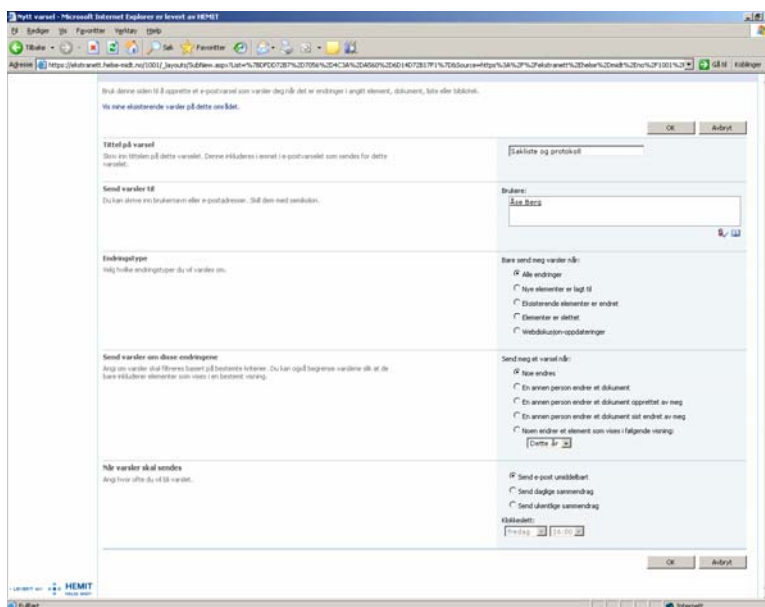 Nytt varsel - Microsoft Internet Explorer er levert av HEMIT
Fil Rediger Vis Favoritter Verktøy Hjelp
Tilbake Søk Favoritter
Adresse Gå til Koblinger
Bruk denne siden til å opprette et e-postvarsel som varsler deg når det er endringer i angitt element, dokument, liste eller bibliotek.
Vis mine eksisterende varsler på dette området.
OK Avbryt
Tittel på varsel
Skriv inn tittelen på dette varselet. Denne inkluderes i emnet i e-postvarselet som sendes for dette
varselet.
Sakliste og protokoll
Send varsler til
Du kan skrive inn brukernavn eller e-postadresser. Skill dem med semikolon.
Brukere:
Åse Berg
Endringstype
Velg hvilke endringstyper du vil varsles om.
Bare send meg varsler når:
Alle endringer
Nye elementer er lagt til
Eksisterende elementer er endret
Elementer er slettet
Webdiskusjon-oppdateringer
Send varsler om disse endringene
Angi om varsler skal filtreres basert på bestemte kriterier. Du kan også begrense varslene slik at de
bare inkluderer elementer som vises i en bestemt visning.
Send meg et varsel når:
Noe endres
En annen person endrer et dokument
En annen person endrer et dokument opprettet av meg
En annen person endrer et dokument sist endret av meg
Noen endrer et element som vises i følgende visning:
Dette år
Når varsler skal sendes
Angi hvor ofte du vil bli varslet.
Send e-post umiddelbart
Send daglige sammendrag
Send ukentlige sammendrag
Klokkeslett:
fredag 16:00
OK Avbryt
LEVERT AV HEMIT
HELSE MIDT
Fullført Internett